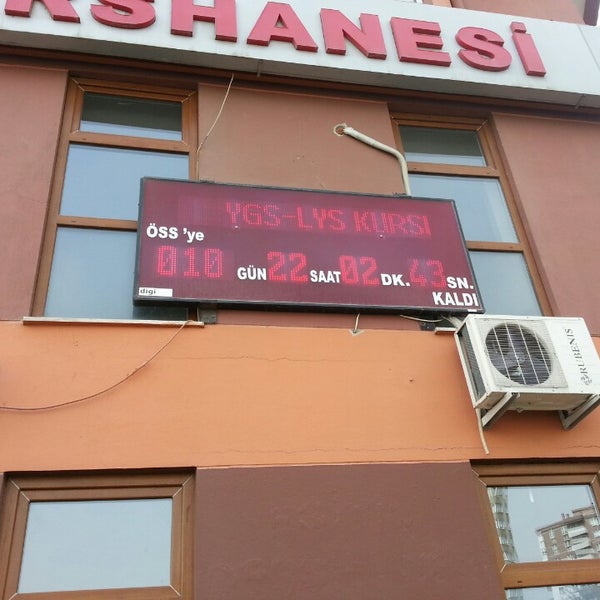 RSHANESİ
YGS-LYS KURSI
ÖSS 'ye
010 GÜN 22 SAAT 02 DK. 43 SN.
KALDI
digi
RUBENIS